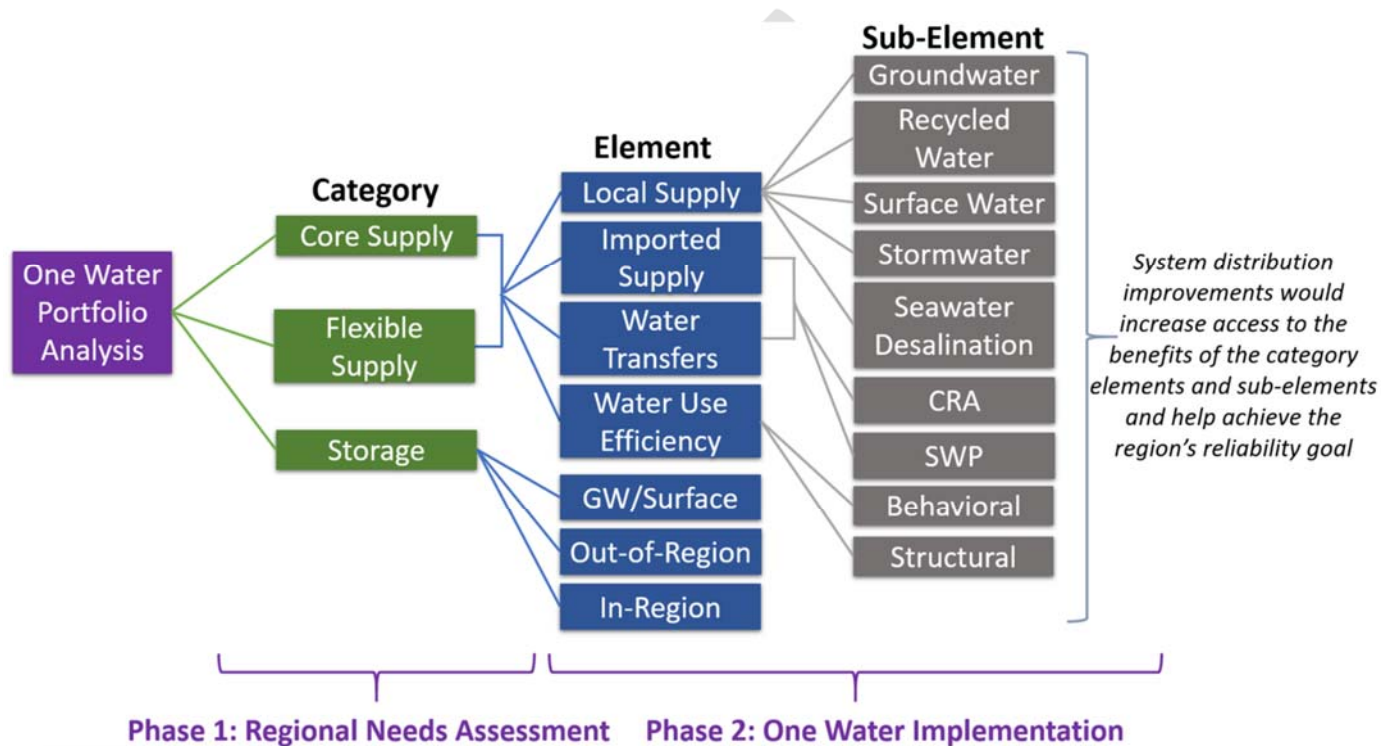 One Water
Portfolio
Analysis
Category
Core Supply
Flexible
Supply
Storage
Element
Local Supply
Imported
Supply
Water
Transfers
Water Use
Efficiency
GW/Surface
Out-of-Region
In-Region
Sub-Element
Groundwater
Recycled
Water
Surface Water
Stormwater
Seawater
Desalination
CRA
SWP
Behavioral
Structural
System distribution
improvements would
increase access to the
benefits of the category
elements and sub-elements
and help achieve the
region's reliability goal
Phase 1: Regional Needs Assessment
Phase 2: One Water Implementation